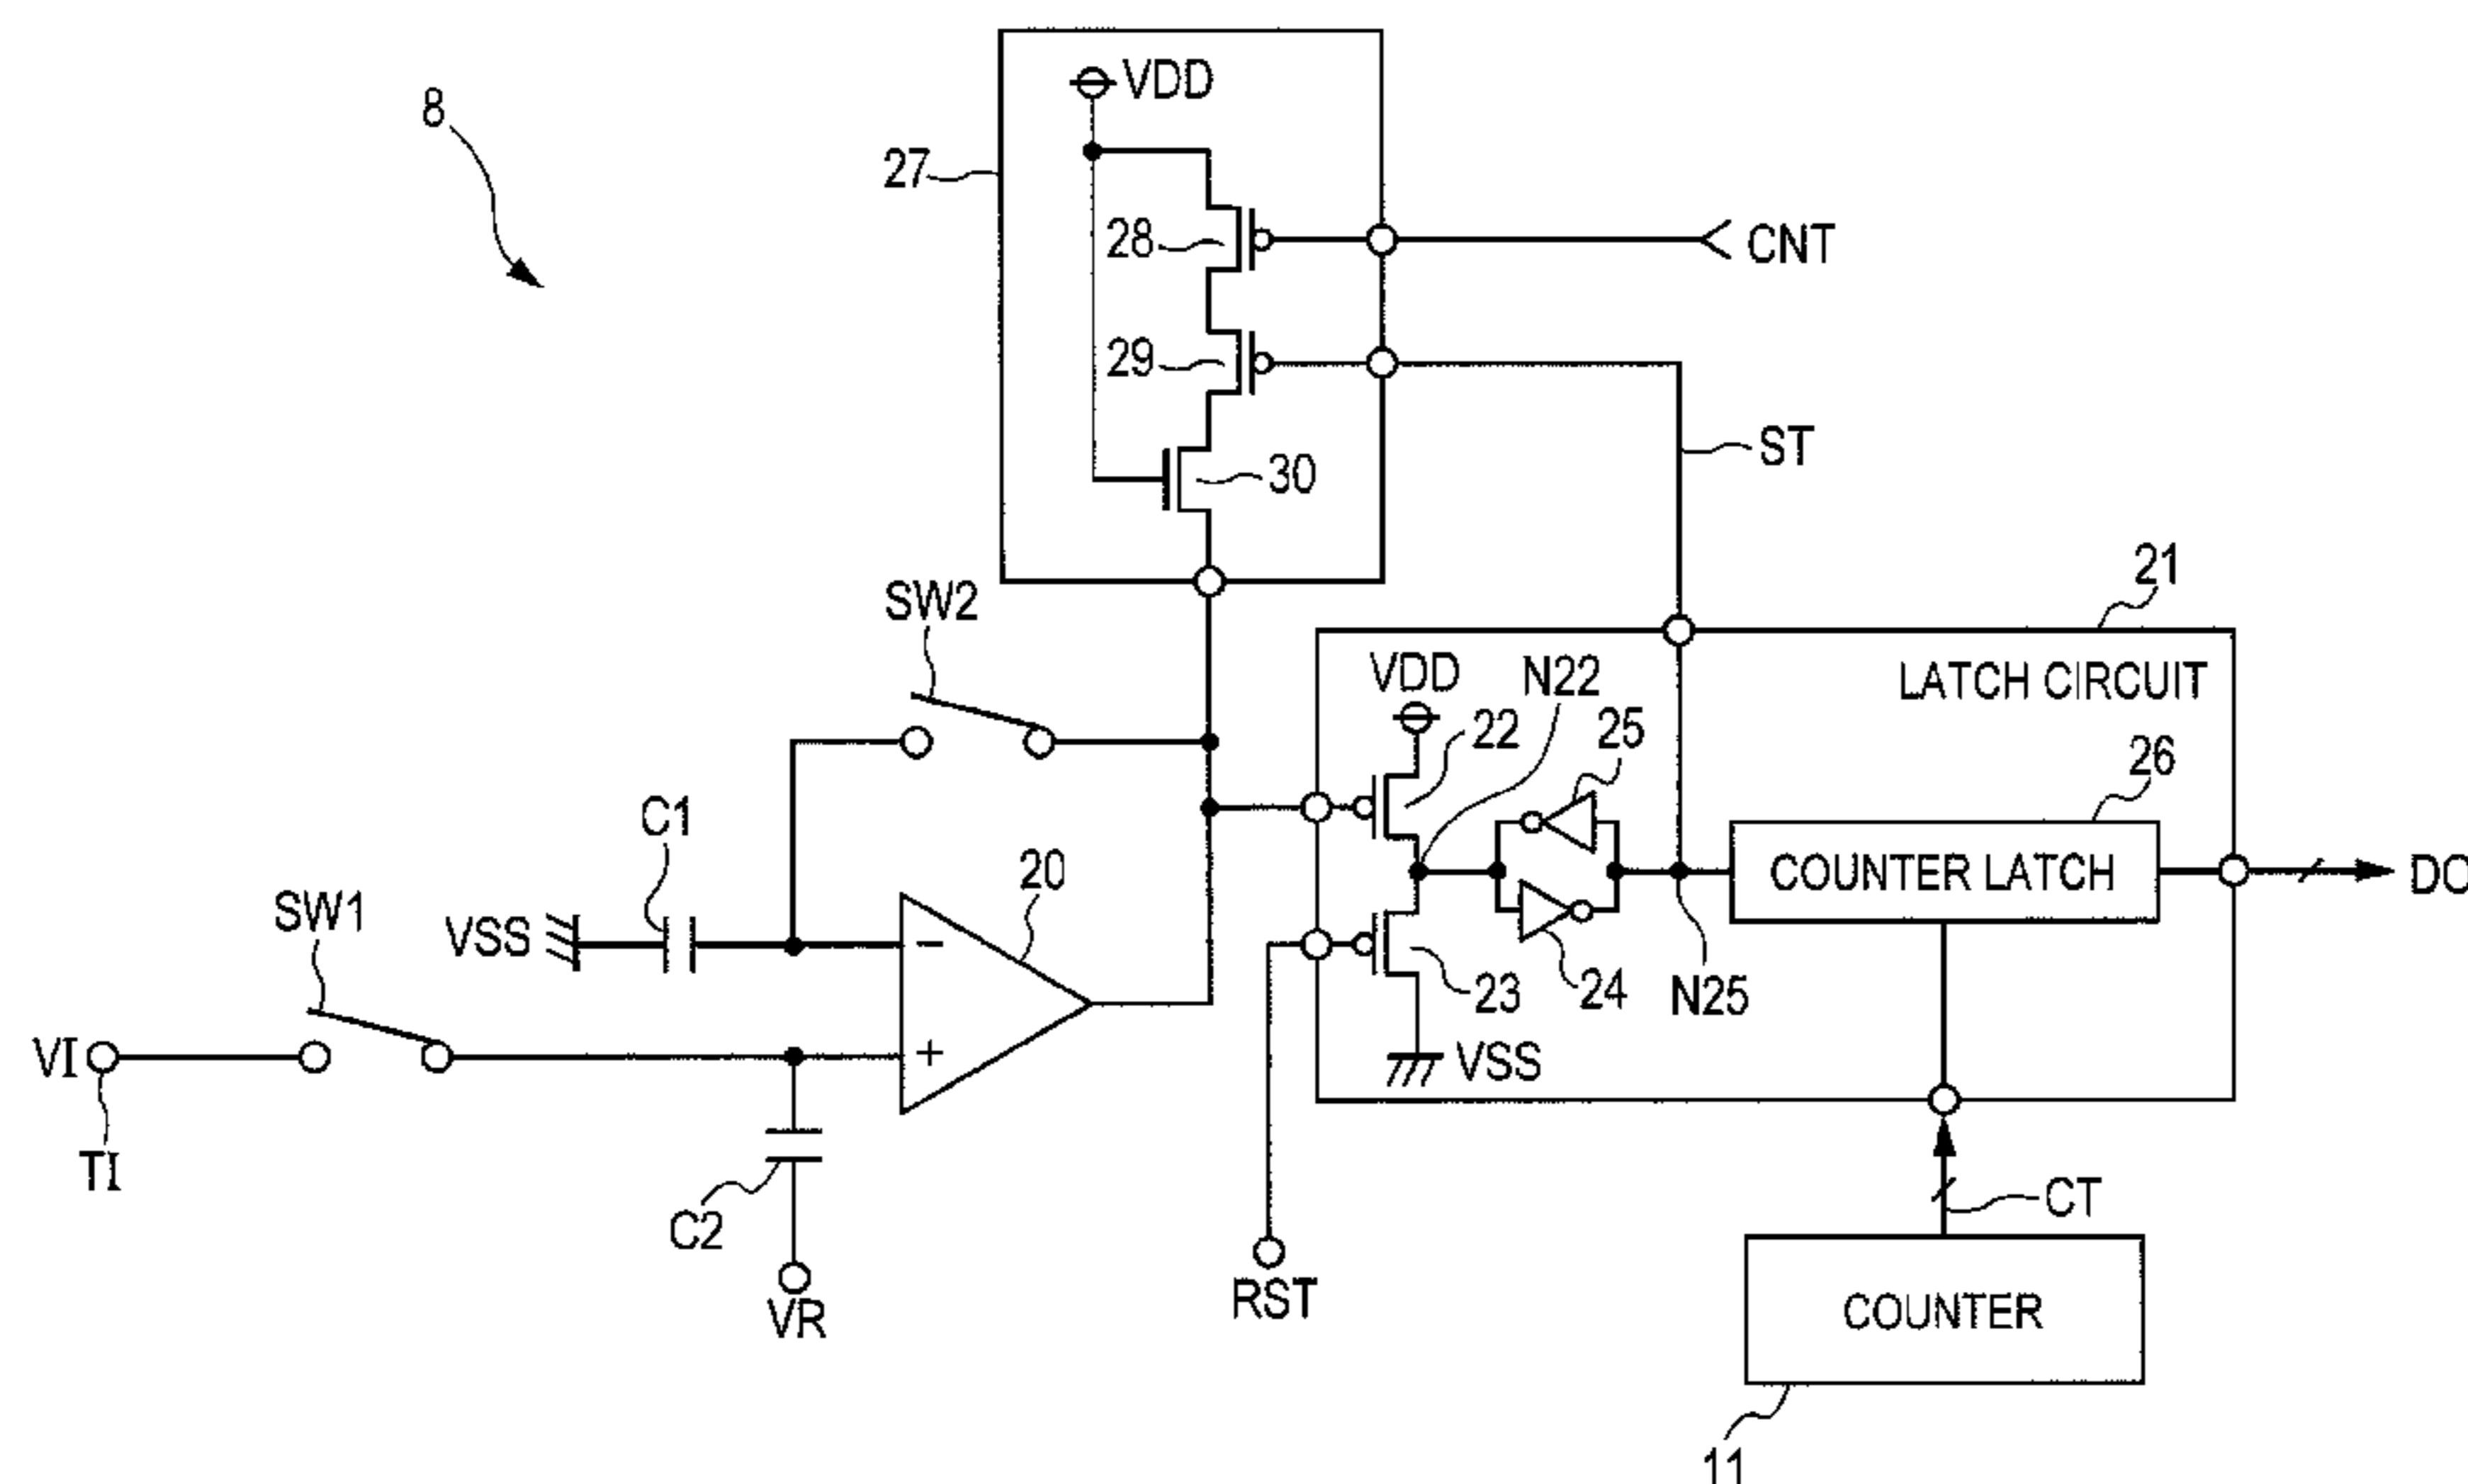 8
VDD
27
28
CNT
29
ST
30
SW2
21
LATCH CIRCUIT
VDD
N22
22
25
26
C1
20
COUNTER LATCH
SW1
VSS
−
23
24
N25
VI
+
VSS
TI
C2
CT
VR
RST
COUNTER
11